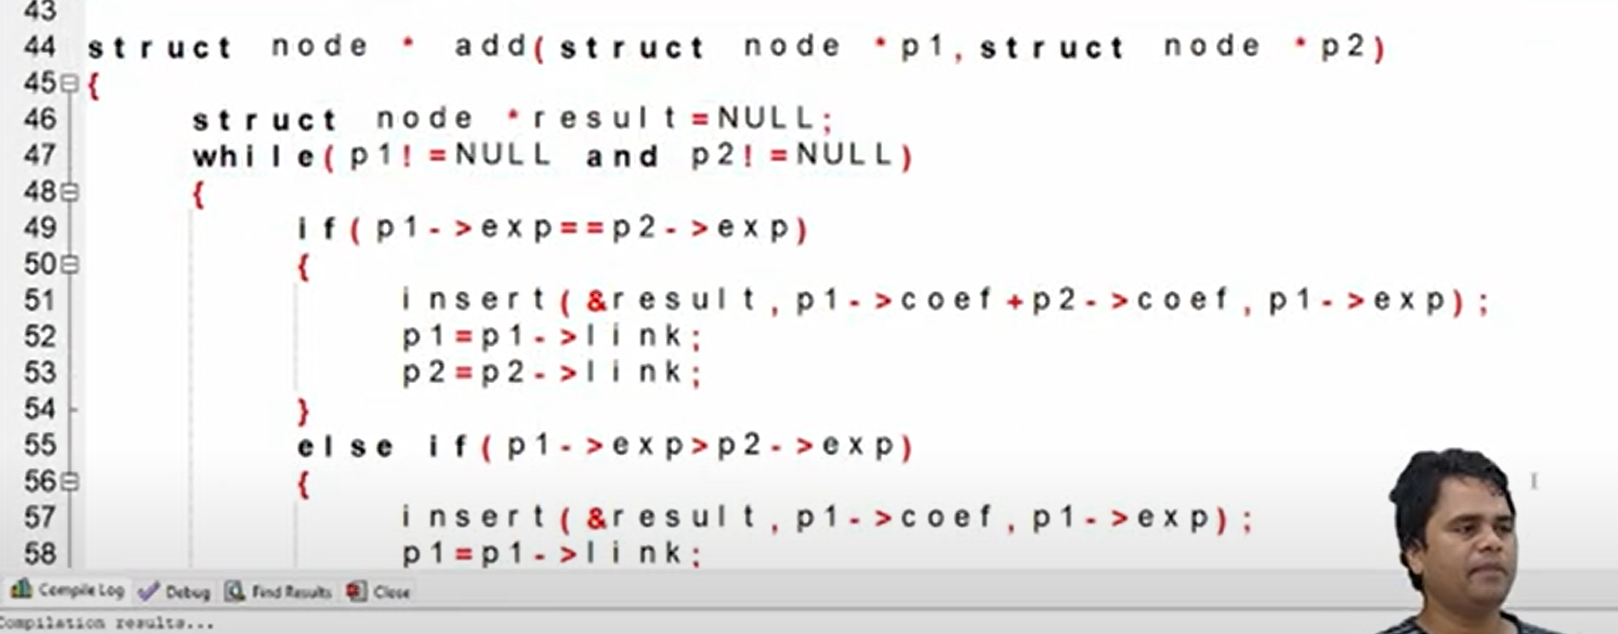 43
44 struct node * add(struct node *p1,struct node *p2)
45 {
46 struct node *result=NULL;
47 while(p1!=NULL and p2!=NULL)
48 {
49 if(p1->exp==p2->exp)
50 {
51 insert(&result,p1->coef+p2->coef,p1->exp);
52 p1=p1->link;
53 p2=p2->link;
54 }
55 else if(p1->exp>p2->exp)
56 {
57 insert(&result,p1->coef,p1->exp);
58 p1=p1->link;
Compile Log Debug Find Results Close
Compilation results...